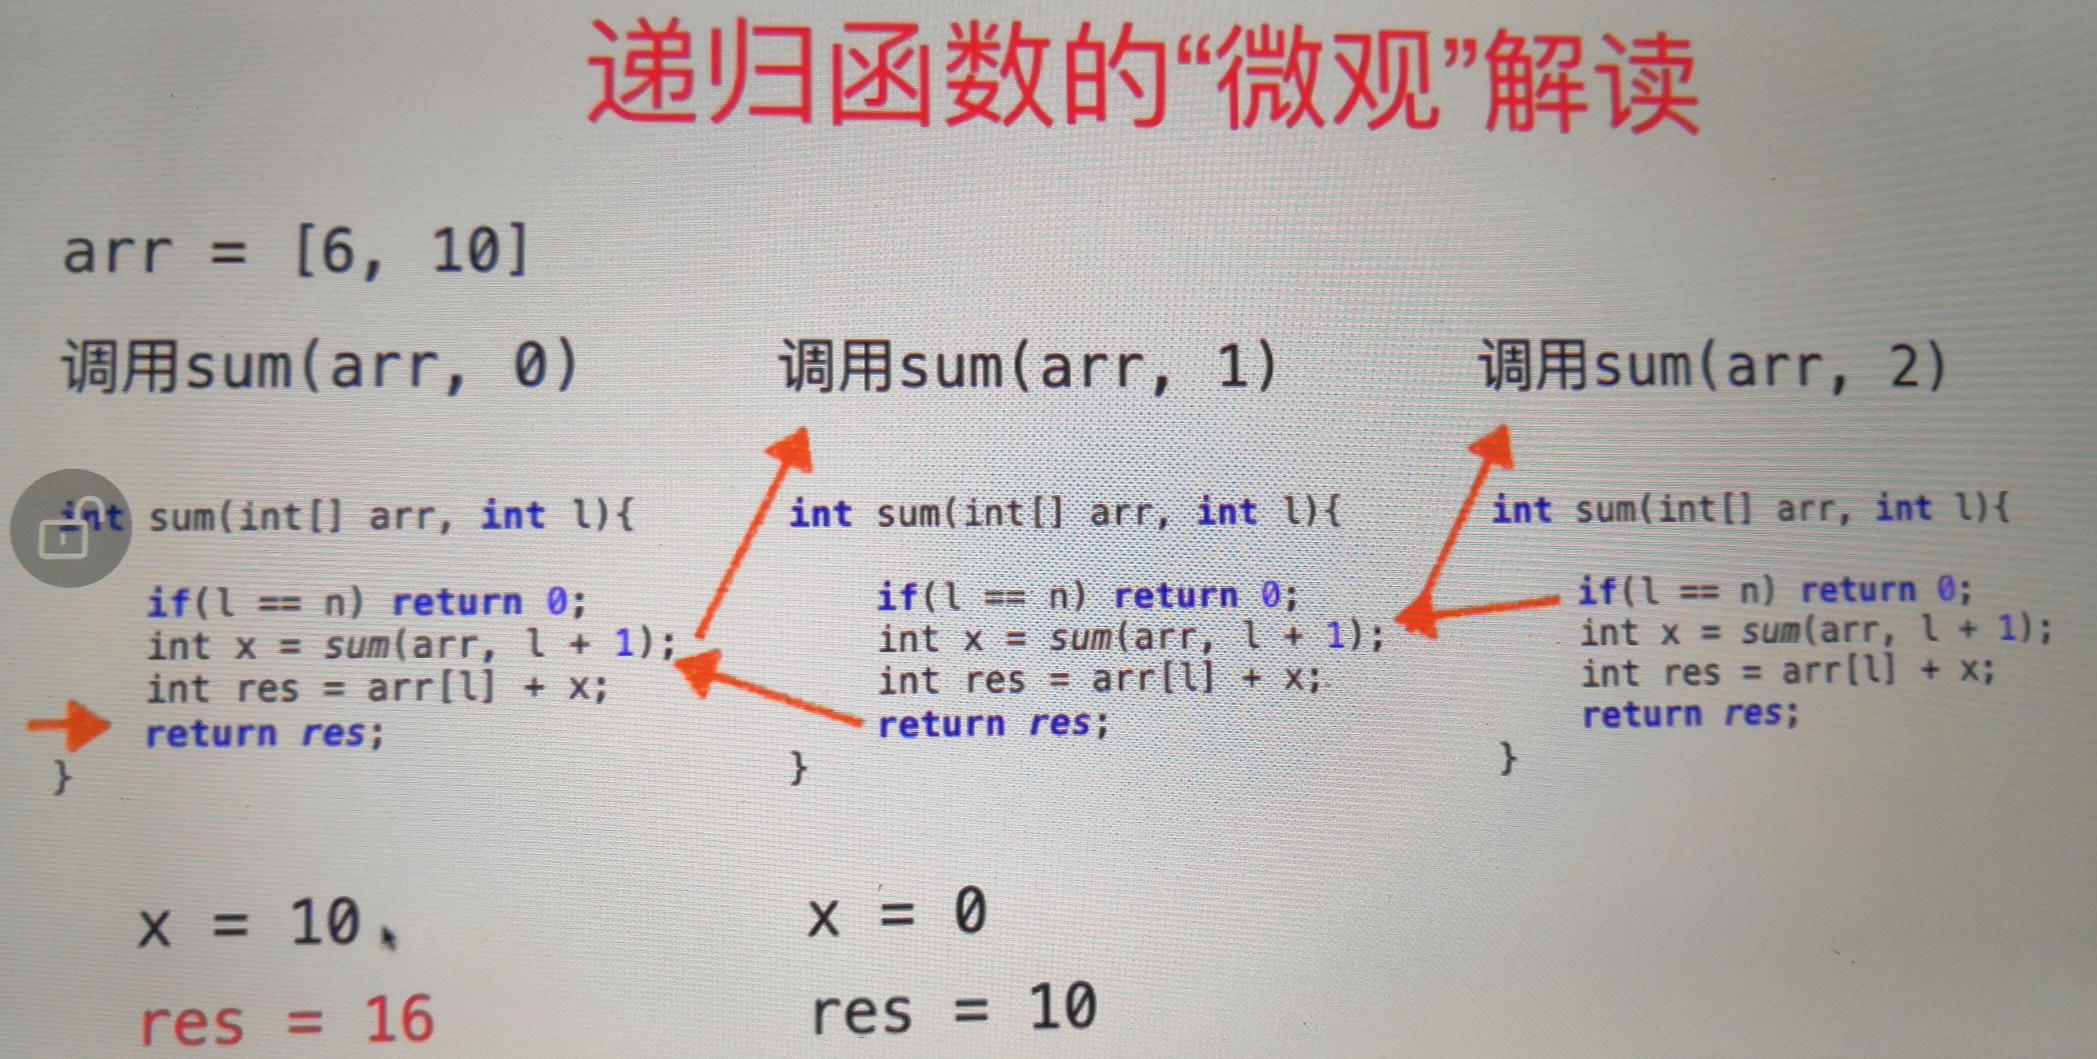 递归函数的“微观”解读
arr = [6, 10]
调用sum(arr, 0)
int sum(int[] arr, int l){
if(l == n) return 0;
int x = sum(arr, l + 1);
int res = arr[l] + x;
return res;
}
x = 10
res = 16
调用sum(arr, 1)
int sum(int[] arr, int l){
if(l == n) return 0;
int x = sum(arr, l + 1);
int res = arr[l] + x;
return res;
}
x = 0
res = 10
调用sum(arr, 2)
int sum(int[] arr, int l){
if(l == n) return 0;
int x = sum(arr, l + 1);
int res = arr[l] + x;
return res;
}